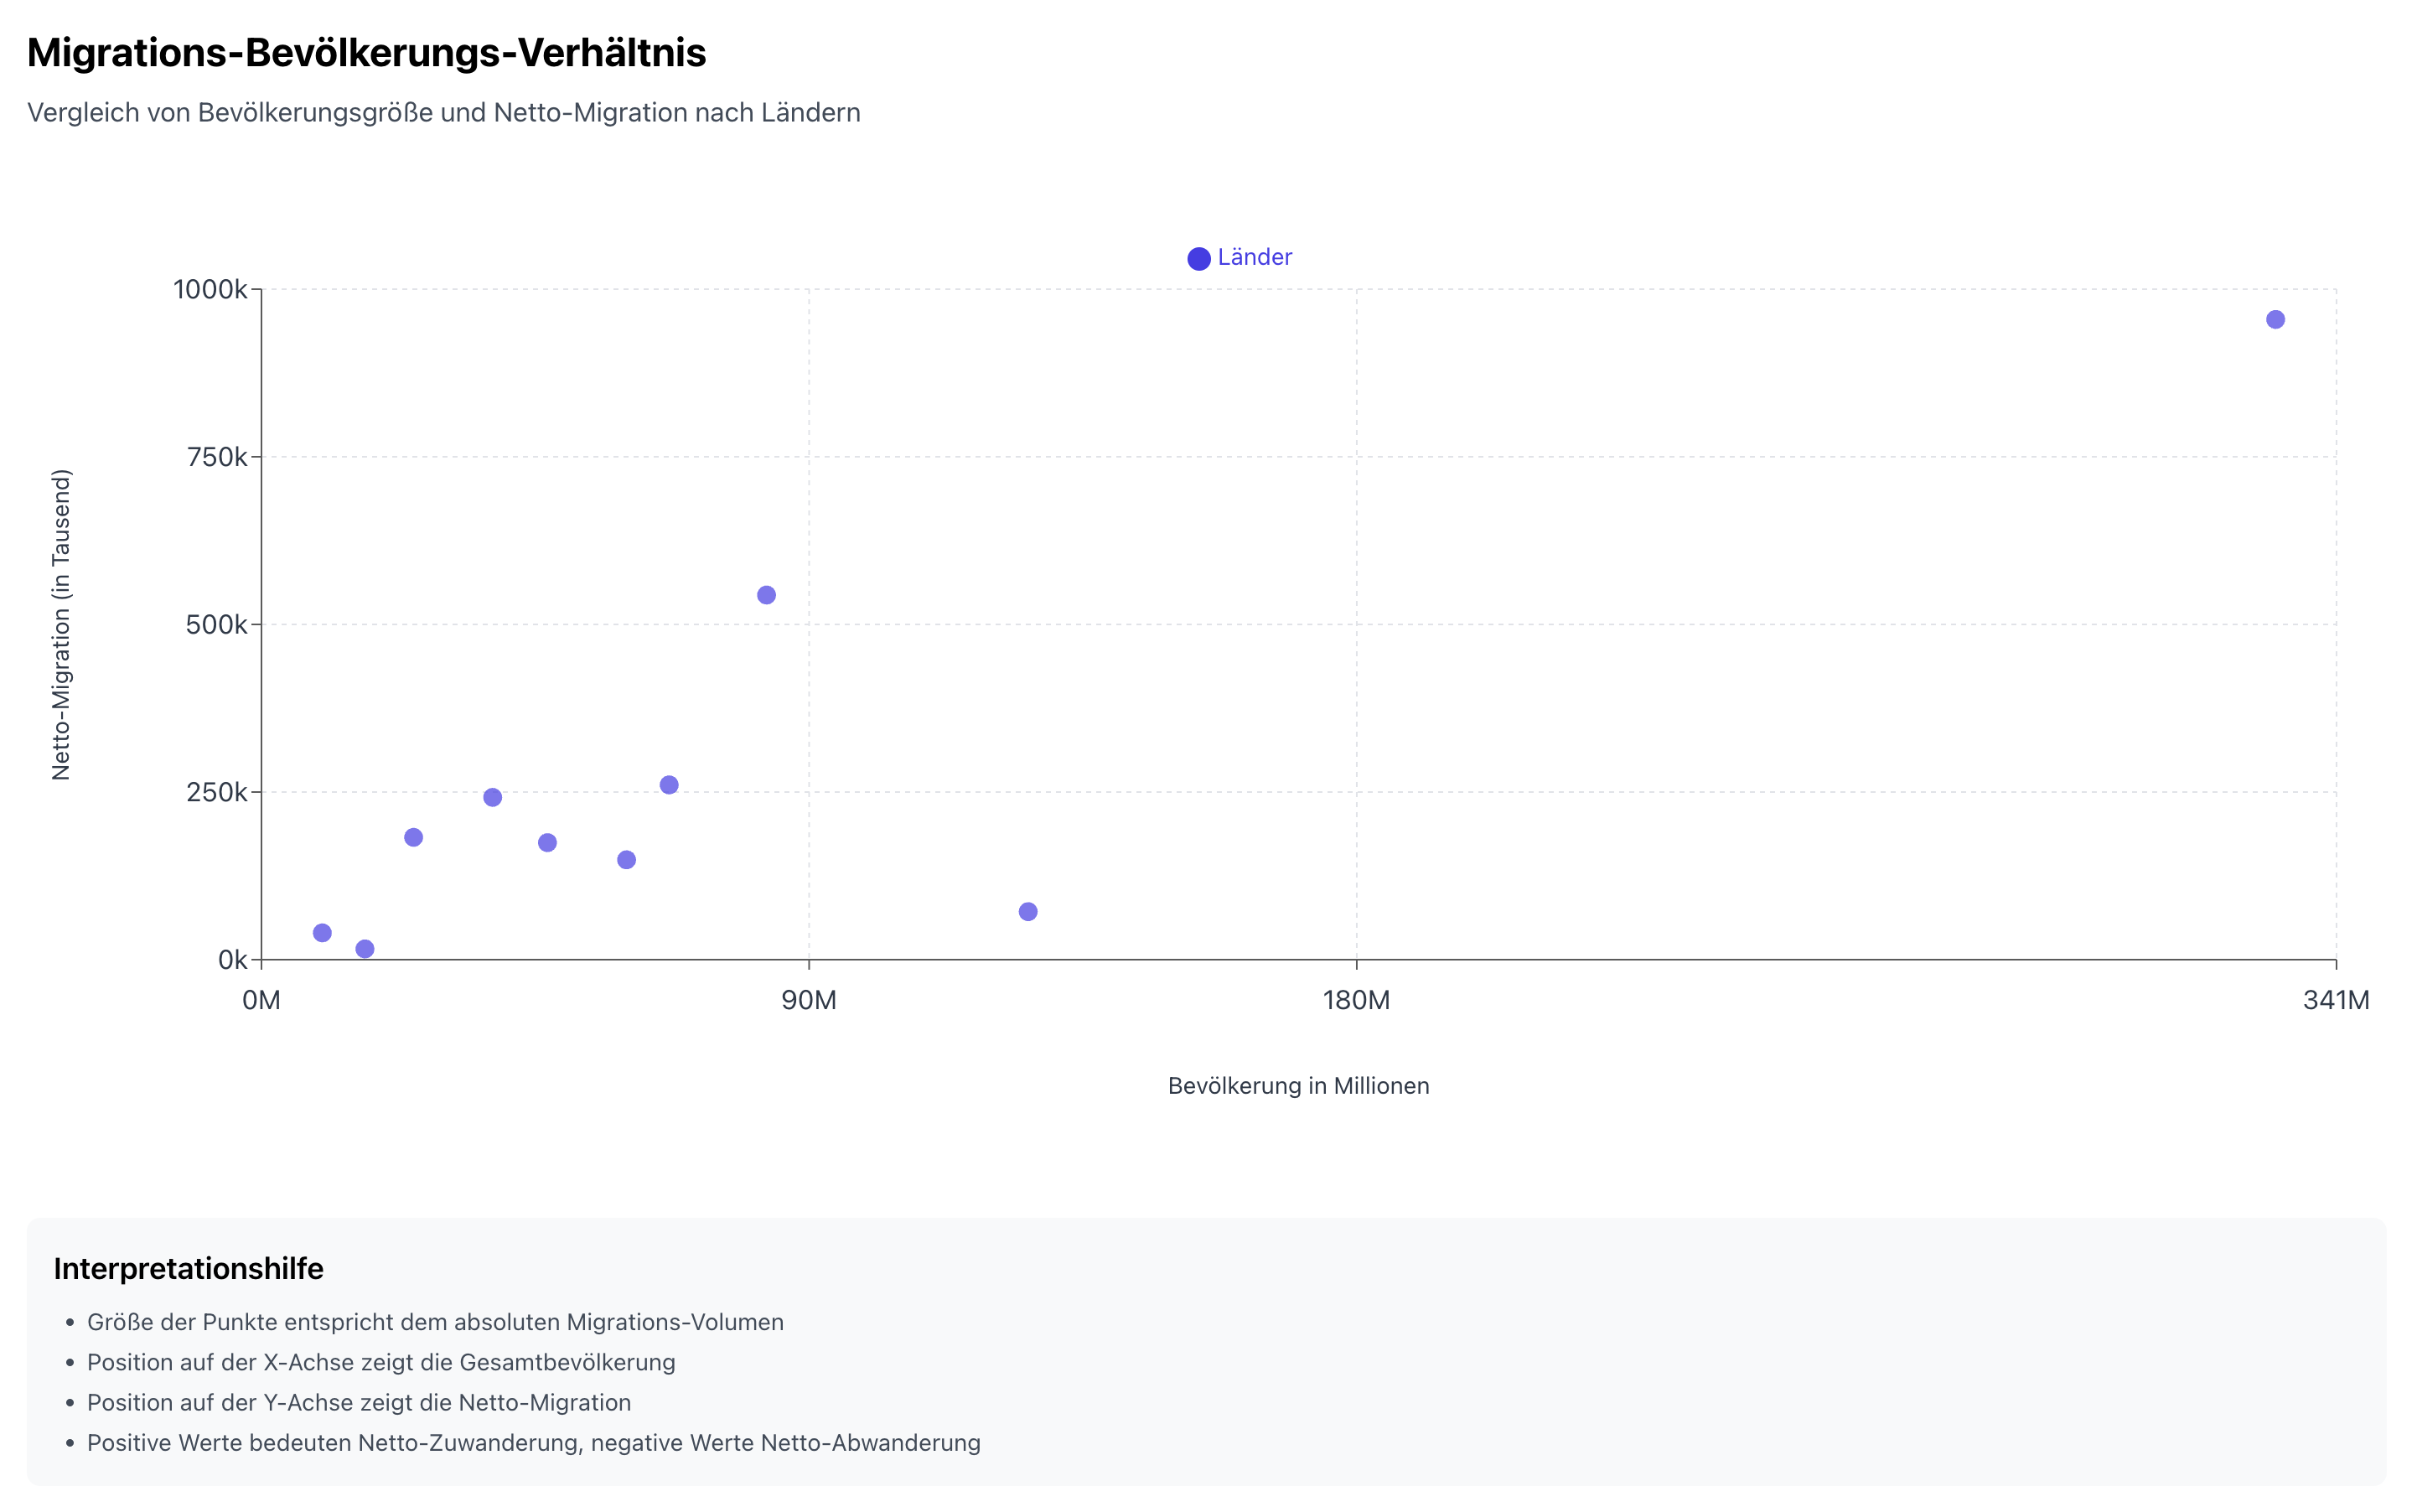 Migrations-Bevölkerungs-Verhältnis
Vergleich von Bevölkerungsgröße und Netto-Migration nach Ländern
Länder
1000k
750k
500k
250k
0k
Netto-Migration (in Tausend)
0M
90M
180M
341M
Bevölkerung in Millionen
Interpretationshilfe
Größe der Punkte entspricht dem absoluten Migrations-Volumen
Position auf der X-Achse zeigt die Gesamtbevölkerung
Position auf der Y-Achse zeigt die Netto-Migration
Positive Werte bedeuten Netto-Zuwanderung, negative Werte Netto-Abwanderung